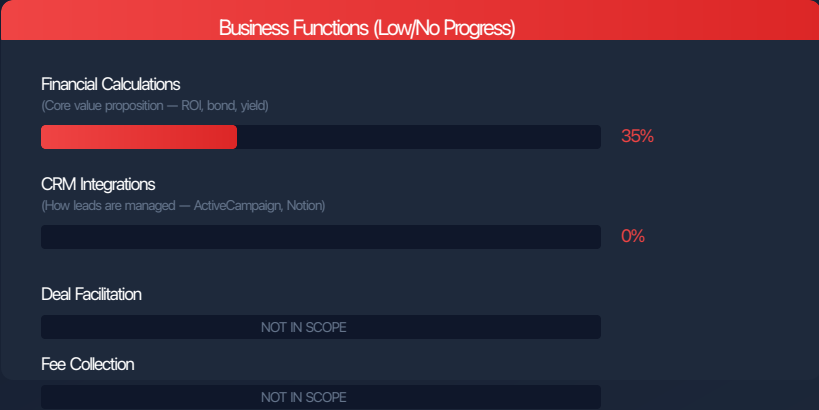 Business Functions (Low/No Progress)
Financial Calculations
(Core value proposition — ROI, bond, yield)
35%
CRM Integrations
(How leads are managed — ActiveCampaign, Notion)
0%
Deal Facilitation
NOT IN SCOPE
Fee Collection
NOT IN SCOPE